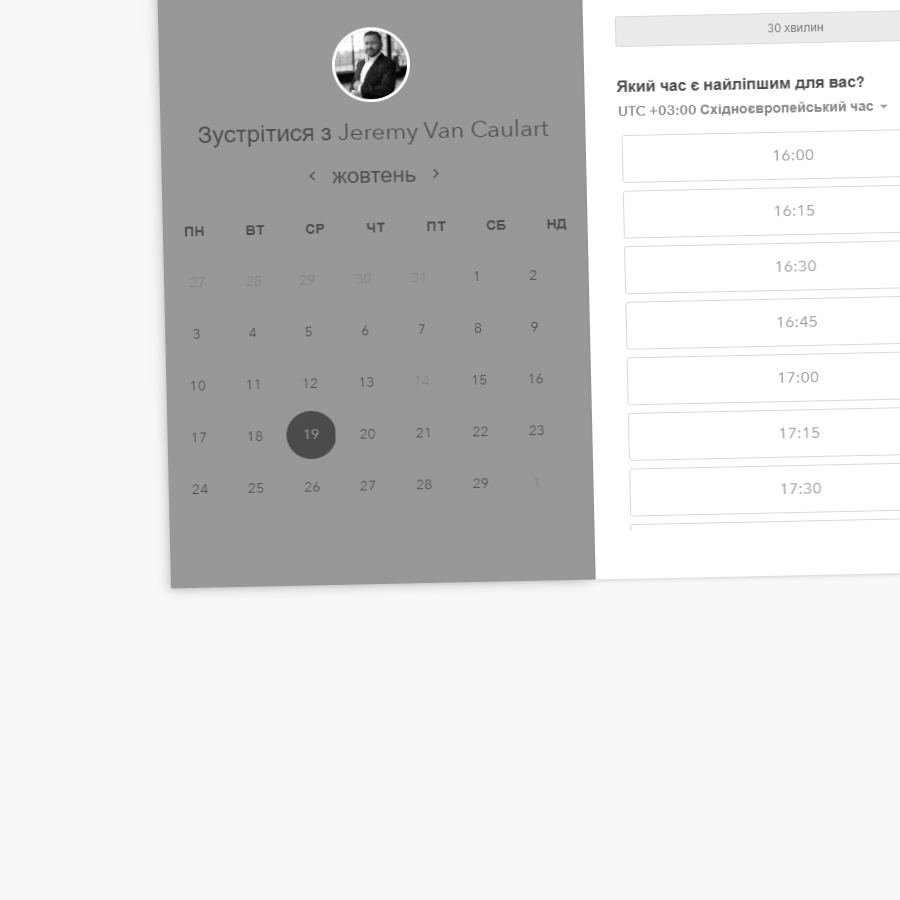 Зустрітися з Jeremy Van Caulart
жовтень
ПН ВТ СР ЧТ ПТ СБ НД
27 28 29 30 31 1 2
3 4 5 6 7 8 9
10 11 12 13 14 15 16
17 18 19 20 21 22 23
24 25 26 27 28 29 1
30 хвилин
Який час є найліпшим для вас?
UTC +03:00 Східноєвропейський час
16:00
16:15
16:30
16:45
17:00
17:15
17:30